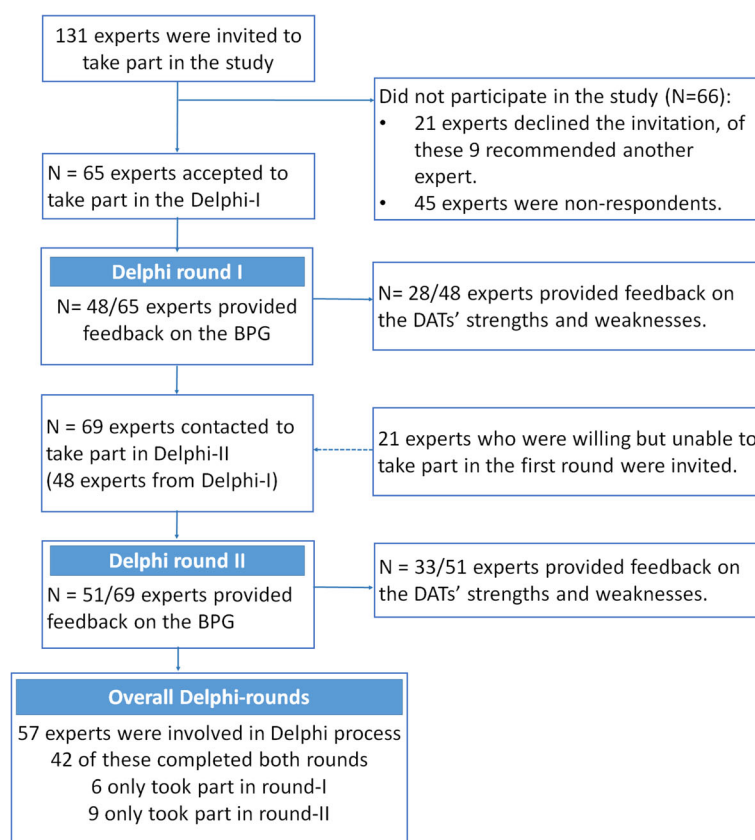 131 experts were invited to
take part in the study
Did not participate in the study (N=66):
• 21 experts declined the invitation, of
these 9 recommended another
expert.
• 45 experts were non-respondents.
N = 65 experts accepted to
take part in the Delphi-I
Delphi round I
N= 48/65 experts provided
feedback on the BPG
N= 28/48 experts provided feedback on
the DATs' strengths and weaknesses.
N = 69 experts contacted to
take part in Delphi-II
(48 experts from Delphi-I)
21 experts who were willing but unable to
take part in the first round were invited.
Delphi round II
N = 51/69 experts provided
feedback on the BPG
N = 33/51 experts provided feedback on
the DATs' strengths and weaknesses.
Overall Delphi-rounds
57 experts were involved in Delphi process
42 of these completed both rounds
6 only took part in round-I
9 only took part in round-II